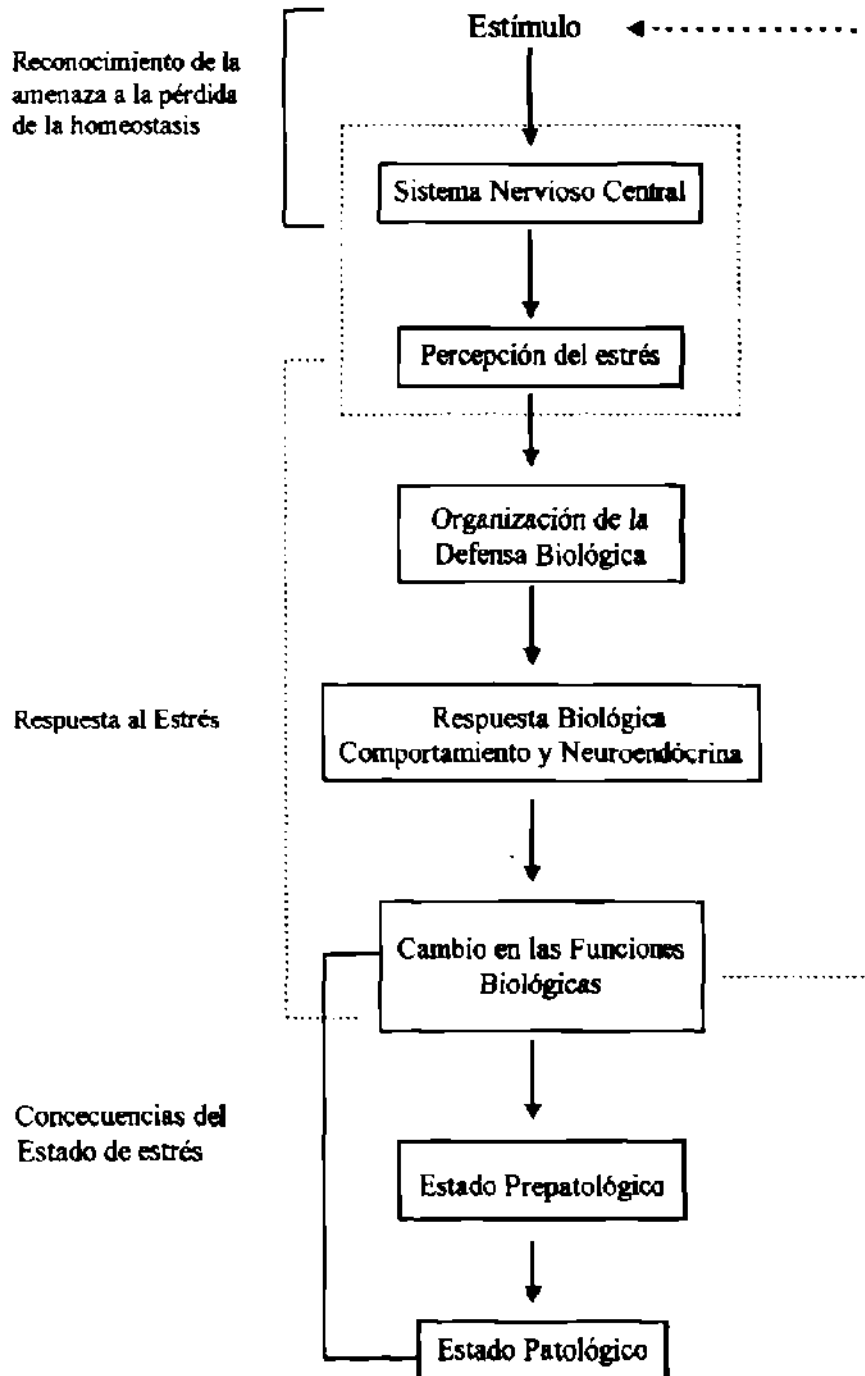 Estímulo
Reconocimiento de la
amenaza a la pérdida
de la homeostasis
Sistema Nervioso Central
Percepción del estrés
Organización de la
Defensa Biológica
Respuesta al Estrés
Respuesta Biológica
Comportamiento y Neuroendócrina
Cambio en las Funciones
Biológicas
Concecuencias del
Estado de estrés
Estado Prepatológico
Estado Patológico